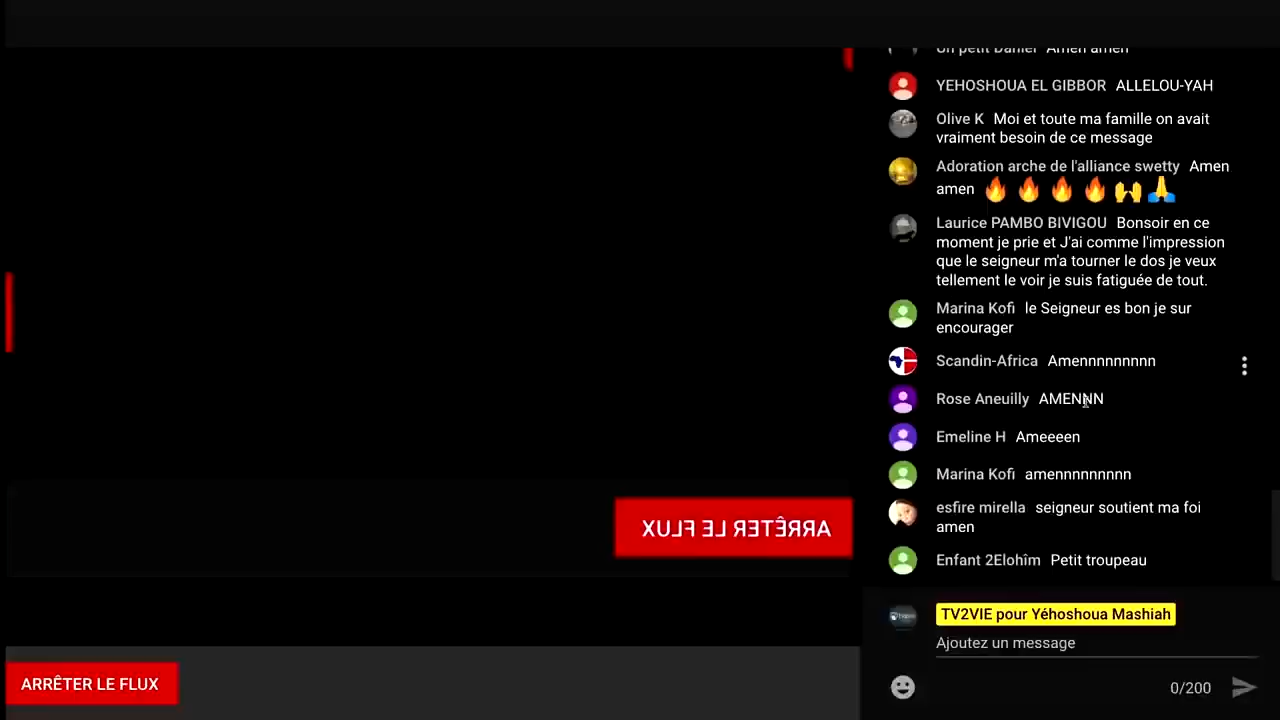 Un petit Daniel Amen amen
YEHOSHOUA EL GIBBOR ALLELOU-YAH
Olive K Moi et toute ma famille on avait
vraiment besoin de ce message
Adoration arche de l'alliance swetty Amen
amen 🔥 🔥 🔥 🔥 🙌 🙏
Laurice PAMBO BIVIGOU Bonsoir en ce
moment je prie et J'ai comme l'impression
que le seigneur m'a tourner le dos je veux
tellement le voir je suis fatiguée de tout.
Marina Kofi le Seigneur es bon je sur
encourager
Scandin-Africa Amennnnnnnnn
Rose Aneuilly AMENNN
Emeline H Ameeeen
Marina Kofi amennnnnnnnn
esfire mirella seigneur soutient ma foi
amen
Enfant 2Elohîm Petit troupeau
ARRÊTER LE FLUX
TV2VIE pour Yéhoshoua Mashiah
Ajoutez un message
0/200
ARRÊTER LE FLUX